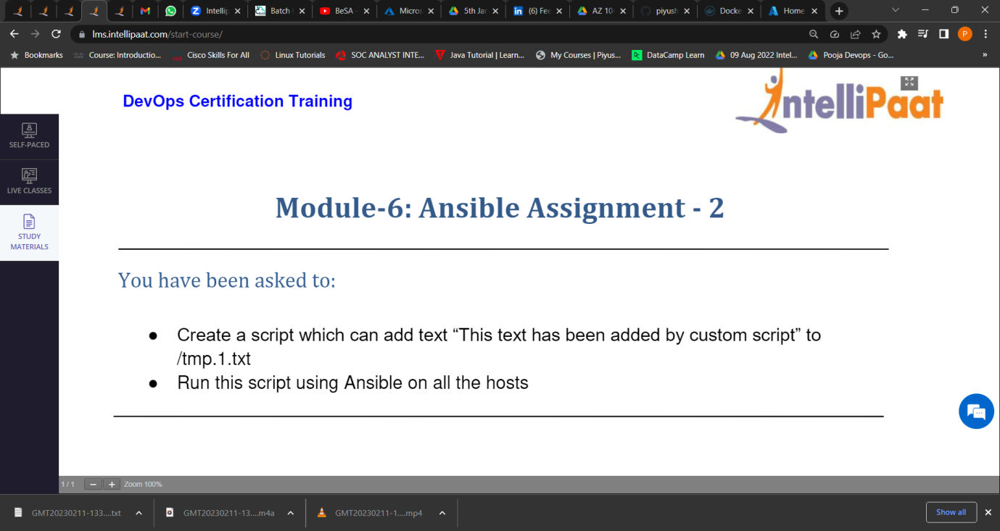 Intellip
Batch
BeSA -
Micros
5th Jan
(6) Fee
AZ 10
piyush
Docke
Home
lms.intellipaat.com/start-course/
P
Bookmarks
Course: Introductio...
Cisco Skills For All
Linux Tutorials
SOC ANALYST INTE...
Java Tutorial | Learn...
My Courses | Piyus...
DataCamp Learn
09 Aug 2022 Intel...
Pooja Devops - Go...
»
DevOps Certification Training
IntelliPaat
SELF-PACED
LIVE CLASSES
STUDY
MATERIALS
Module-6: Ansible Assignment - 2
You have been asked to:
● Create a script which can add text “This text has been added by custom script” to
/tmp.1.txt
● Run this script using Ansible on all the hosts
1 / 1 − + Zoom 100%
GMT20230211-133....txt
GMT20230211-13....m4a
GMT20230211-1....mp4
Show all